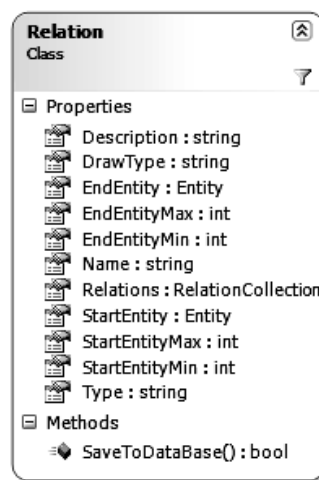 Relation
Class
Properties
Description : string
DrawType : string
EndEntity : Entity
EndEntityMax : int
EndEntityMin : int
Name : string
Relations : RelationCollection
StartEntity : Entity
StartEntityMax : int
StartEntityMin : int
Type : string
Methods
SaveToDataBase() : bool